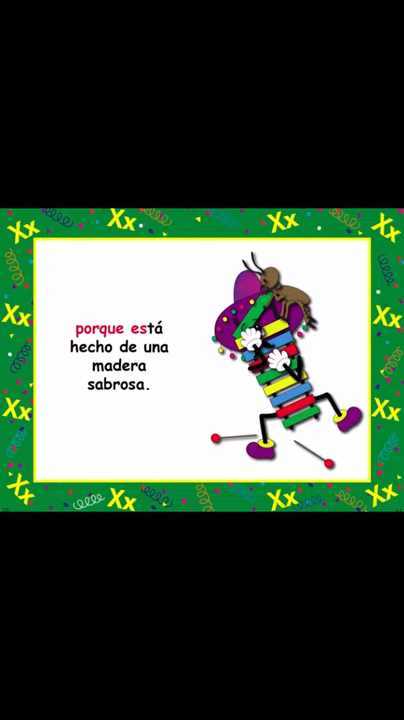 Xx Xx Xx Xx
porque está
hecho de una
madera
sabrosa.
Xx Xx
Xx Xx
Xx Xx Xx Xx